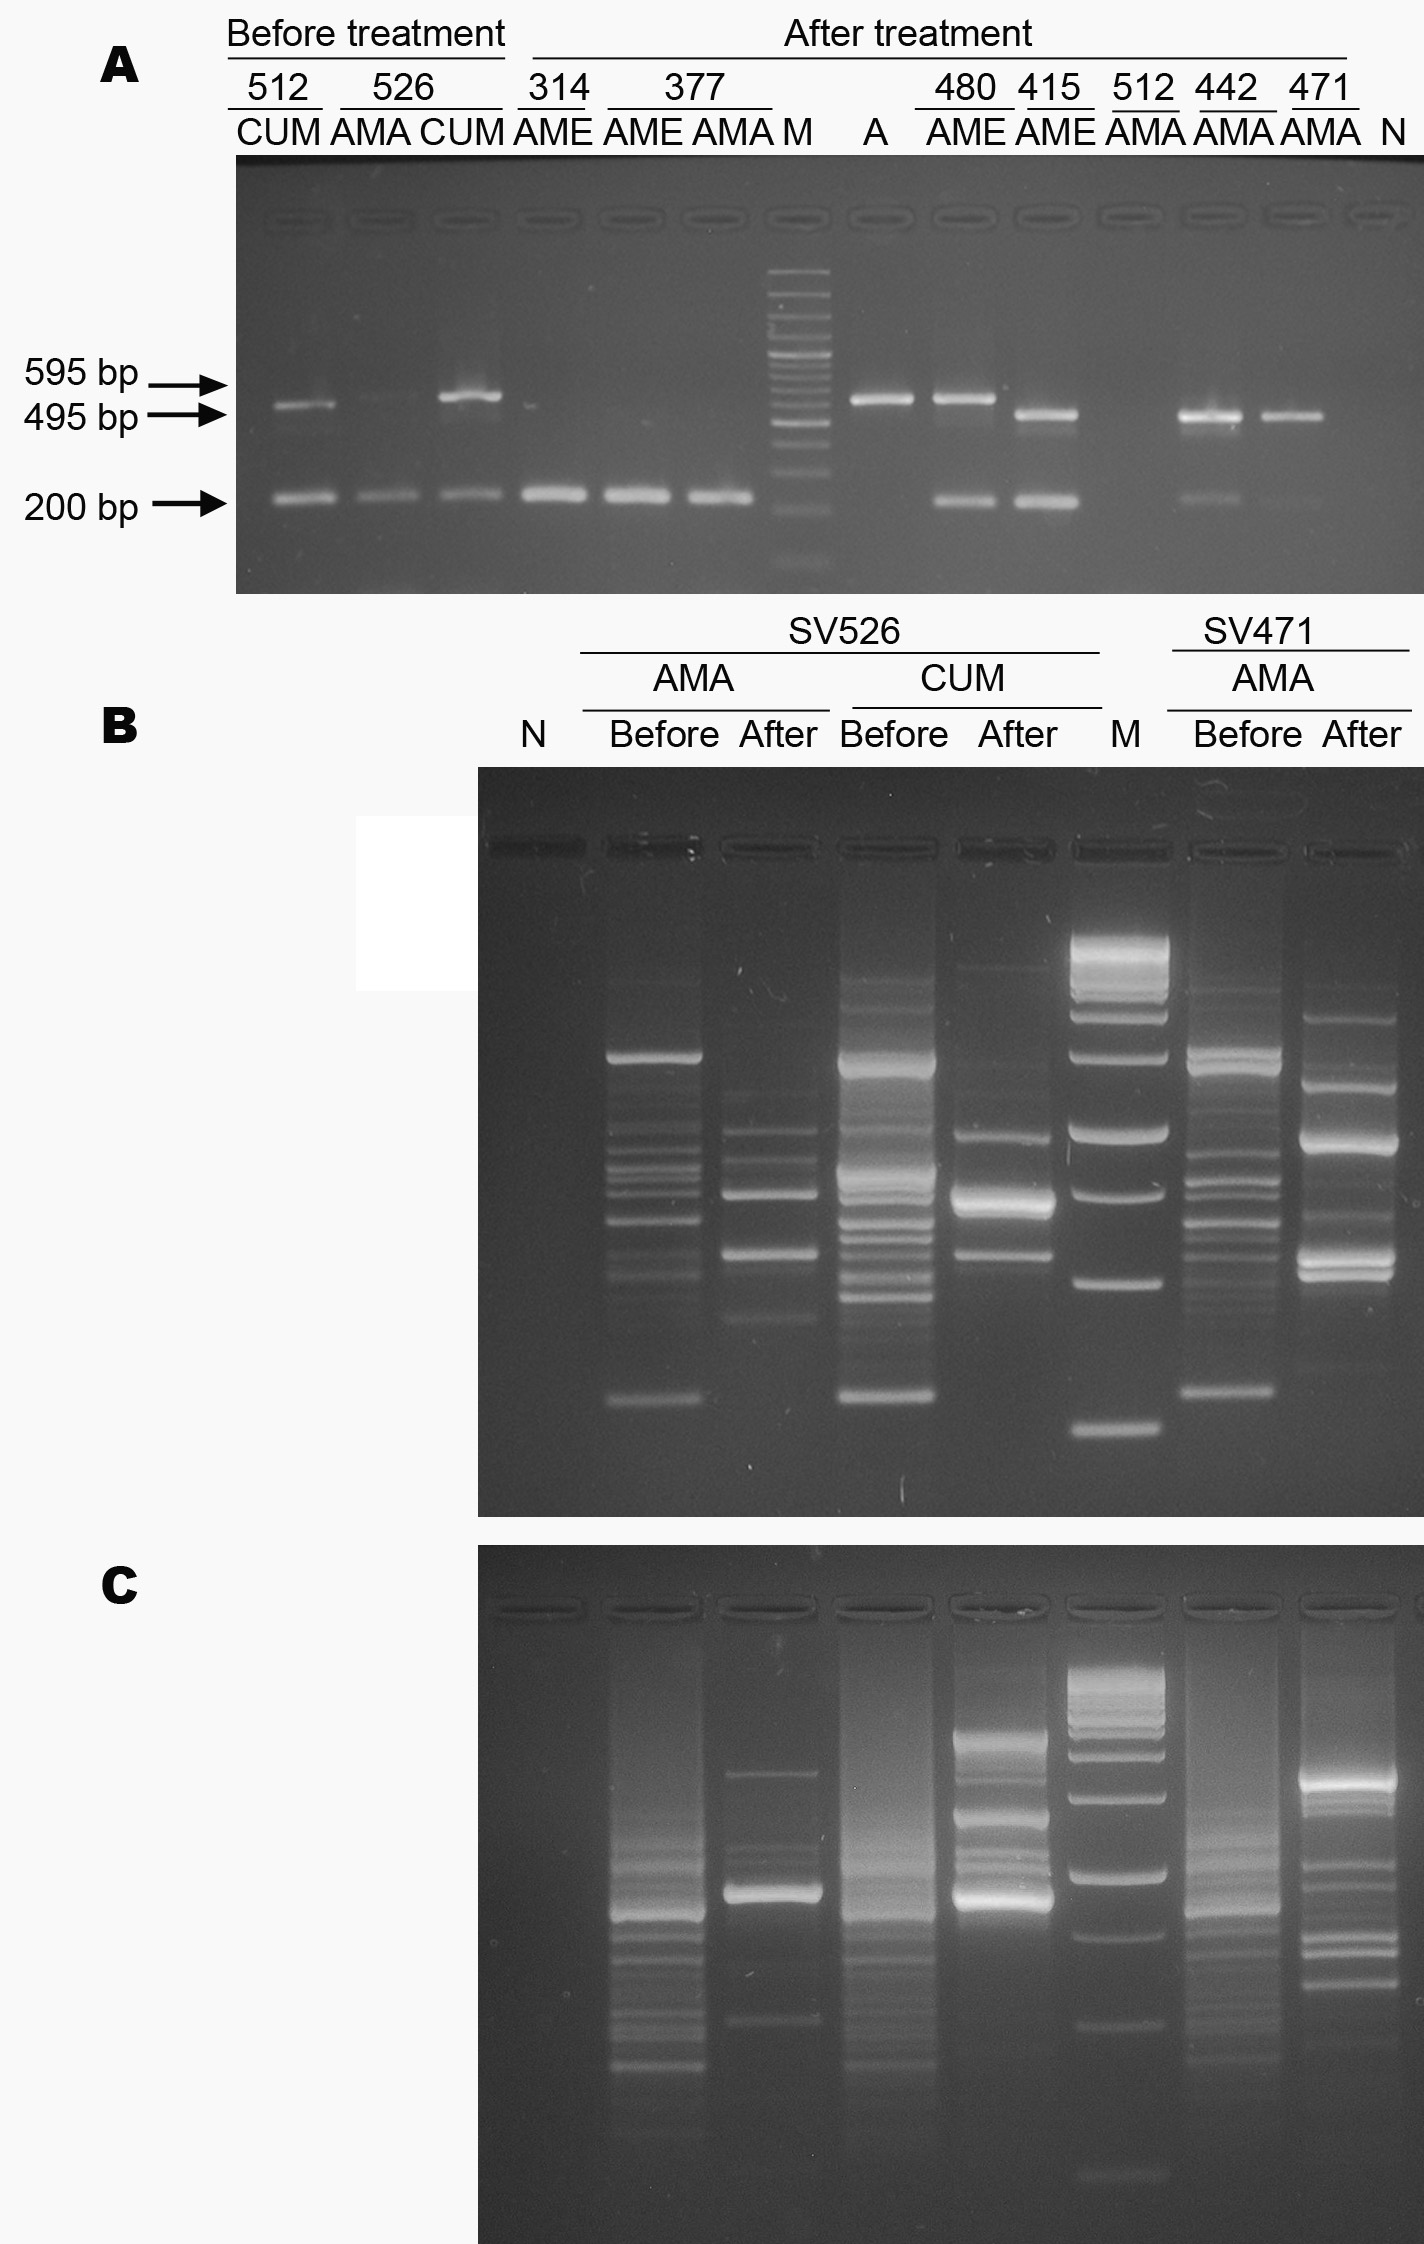 A
Before treatment After treatment
512 526 314 377 480 415 512 442 471
CUM AMA CUM AME AME AMA M A AME AME AMA AMA AMA N
595 bp
495 bp
200 bp
SV526 SV471
AMA CUM AMA
B
N Before After Before After M Before After
C